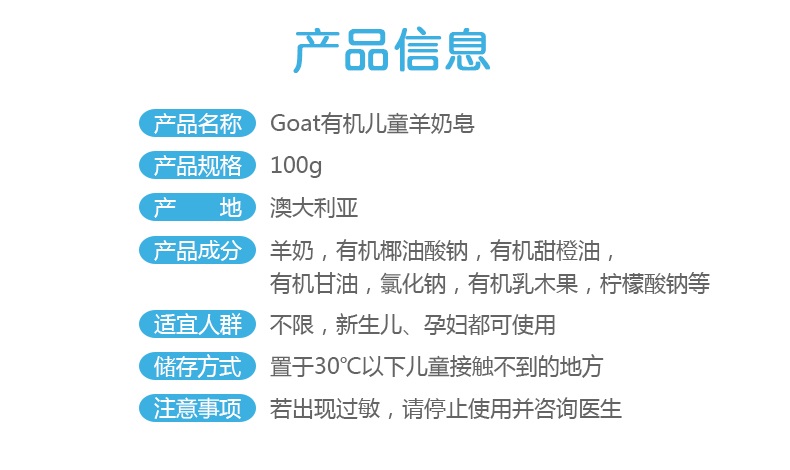 产品信息
产品名称 Goat有机儿童羊奶皂
产品规格 100g
产 地 澳大利亚
产品成分 羊奶，有机椰油酸钠，有机甜橙油，
有机甘油，氯化钠，有机乳木果，柠檬酸钠等
适宜人群 不限，新生儿、孕妇都可使用
储存方式 置于30℃以下儿童接触不到的地方
注意事项 若出现过敏，请停止使用并咨询医生